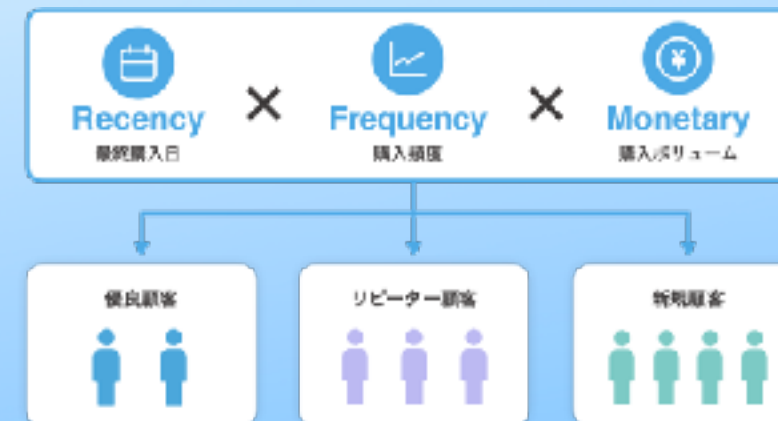 Recency
×
Frequency
×
Monetary
最終購入日
購入頻度
購入ボリューム
優良顧客
リピーター顧客
新規顧客